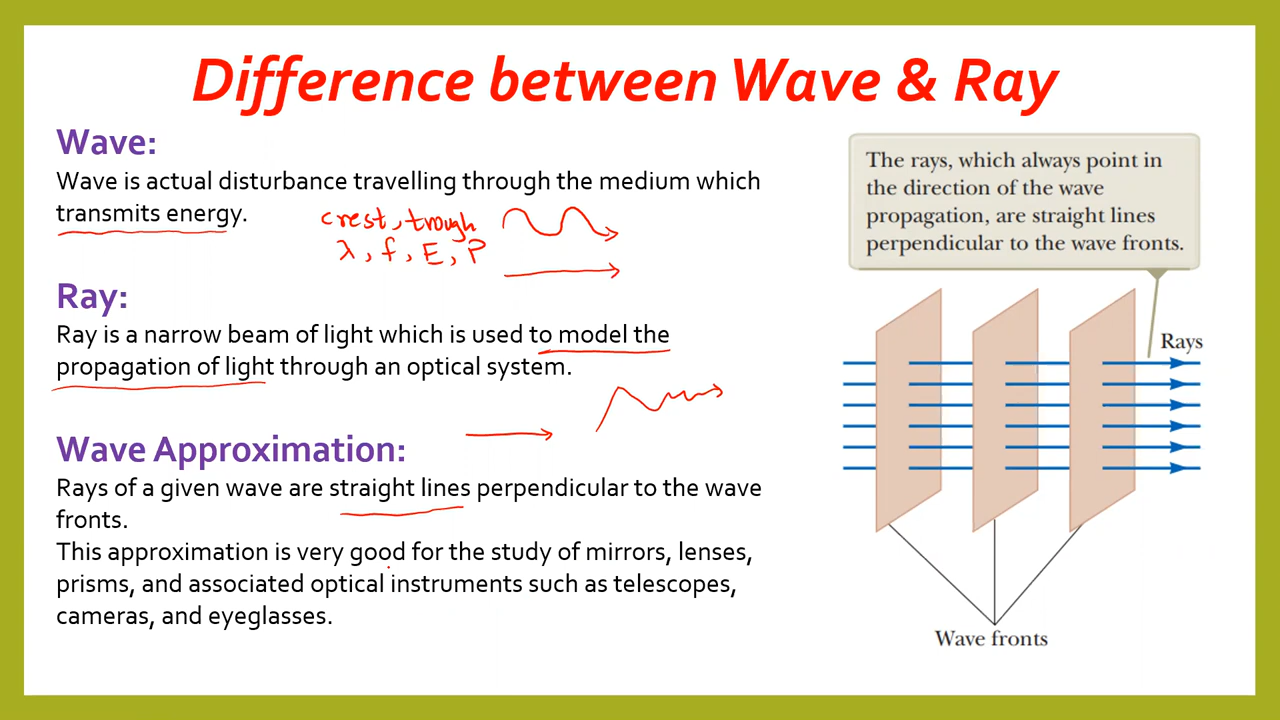 Difference between Wave & Ray
Wave:
Wave is actual disturbance travelling through the medium which
transmits energy.
crest, trough
λ, f, E, P
Ray:
Ray is a narrow beam of light which is used to model the
propagation of light through an optical system.
Wave Approximation:
Rays of a given wave are straight lines perpendicular to the wave
fronts.
This approximation is very good for the study of mirrors, lenses,
prisms, and associated optical instruments such as telescopes,
cameras, and eyeglasses.
The rays, which always point in
the direction of the wave
propagation, are straight lines
perpendicular to the wave fronts.
Rays
Wave fronts